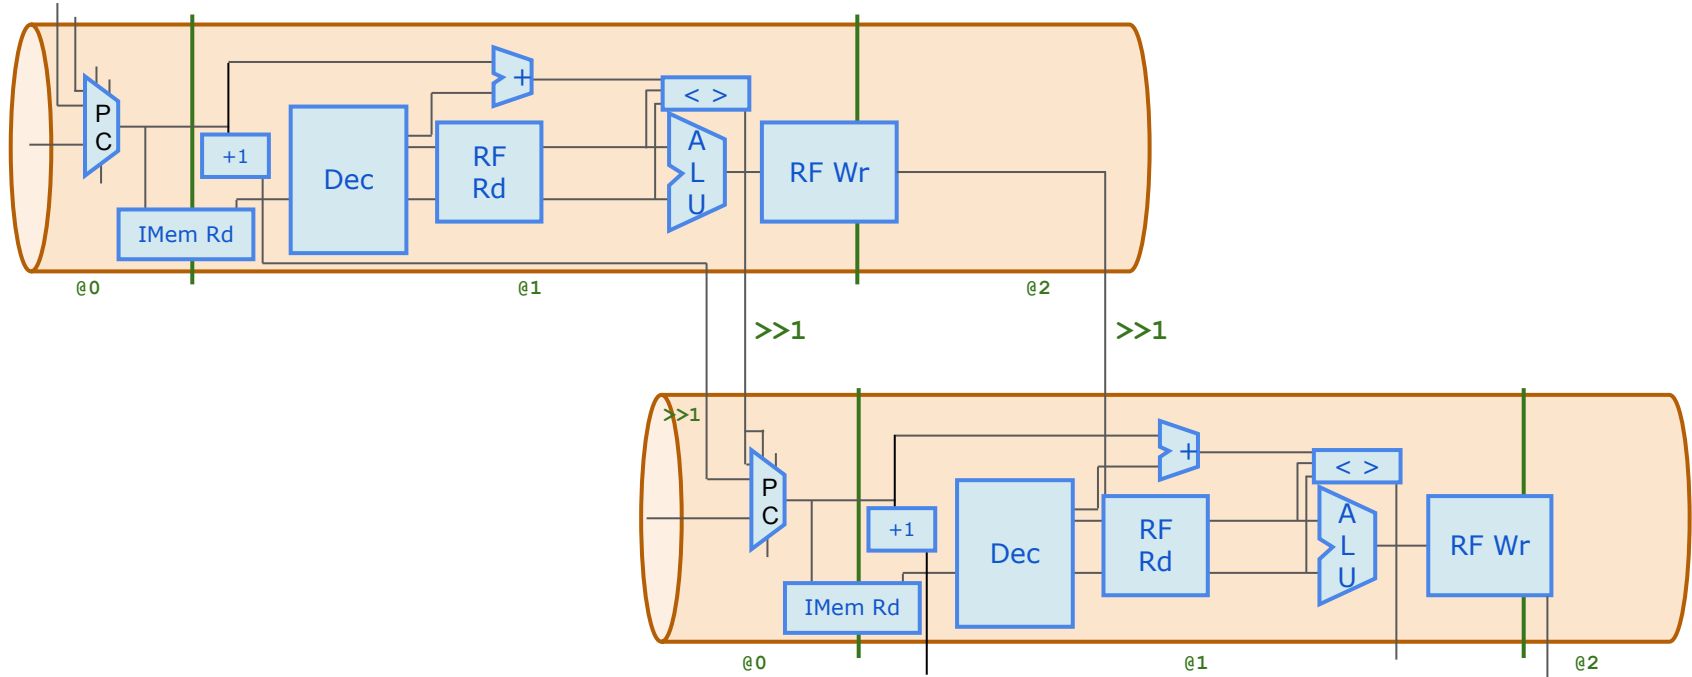 +
P
C
< >
+1
Dec
RF
Rd
A
L
U
RF Wr
IMem Rd
@0
@1
@2
>>1
>>1
>>1
+
P
C
< >
+1
Dec
RF
Rd
A
L
U
RF Wr
IMem Rd
@0
@1
@2